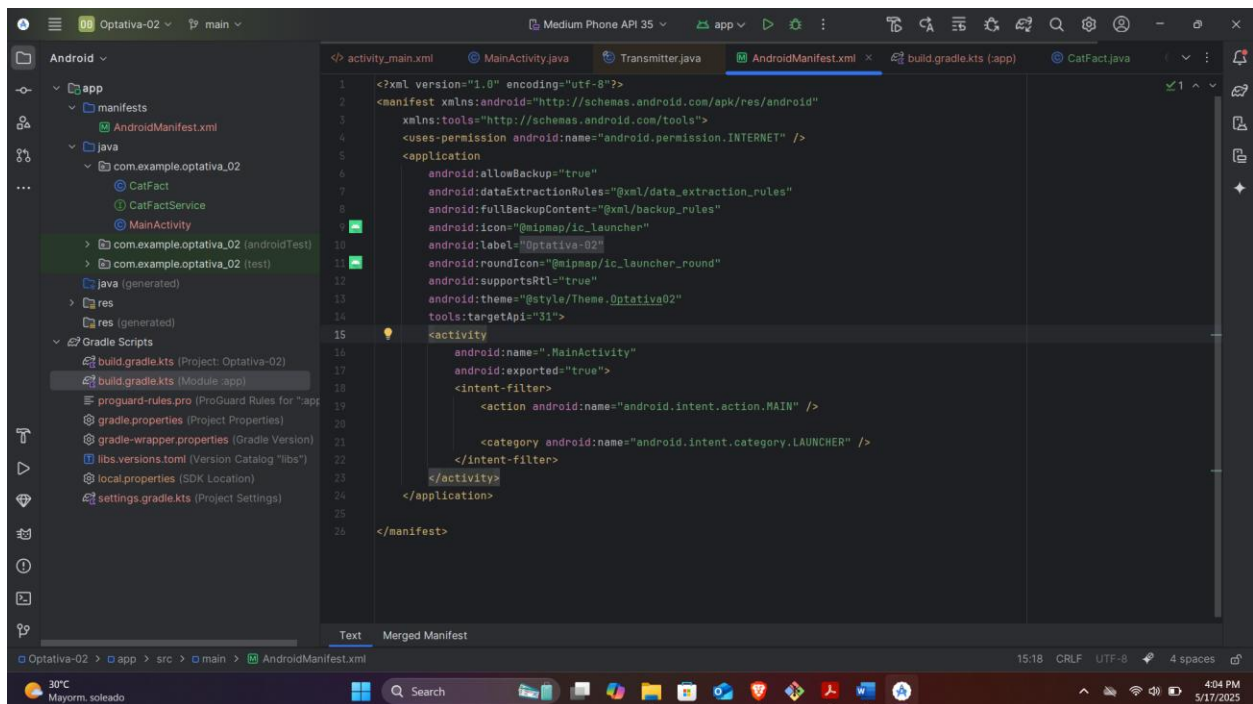 Optativa-02
main
Medium Phone API 35
app
Android
app
manifests
AndroidManifest.xml
java
com.example.optativa_02
CatFact
CatFactService
MainActivity
com.example.optativa_02 (androidTest)
com.example.optativa_02 (test)
java (generated)
res
res (generated)
Gradle Scripts
build.gradle.kts (Project: Optativa-02)
build.gradle.kts (Module :app)
proguard-rules.pro (ProGuard Rules for ":app
gradle.properties (Project Properties)
gradle-wrapper.properties (Gradle Version)
libs.versions.toml (Version Catalog "libs")
local.properties (SDK Location)
settings.gradle.kts (Project Settings)
activity_main.xml MainActivity.java Transmitter.java AndroidManifest.xml build.gradle.kts (:app) CatFact.java
1
1 <?xml version="1.0" encoding="utf-8"?>
2 <manifest xmlns:android="http://schemas.android.com/apk/res/android"
3 xmlns:tools="http://schemas.android.com/tools">
4 <uses-permission android:name="android.permission.INTERNET" />
5 <application
6 android:allowBackup="true"
7 android:dataExtractionRules="@xml/data_extraction_rules"
8 android:fullBackupContent="@xml/backup_rules"
9 android:icon="@mipmap/ic_launcher"
10 android:label="Optativa-02"
11 android:roundIcon="@mipmap/ic_launcher_round"
12 android:supportsRtl="true"
13 android:theme="@style/Theme.Optativa02"
14 tools:targetApi="31">
15 <activity
16 android:name=".MainActivity"
17 android:exported="true">
18 <intent-filter>
19 <action android:name="android.intent.action.MAIN" />
20
21 <category android:name="android.intent.category.LAUNCHER" />
22 </intent-filter>
23 </activity>
24 </application>
25
26 </manifest>
Text Merged Manifest
Optativa-02 > app > src > main > AndroidManifest.xml
15:18 CRLF UTF-8 4 spaces
30°C
Mayorm. soleado
Search
4:04 PM
5/17/2025